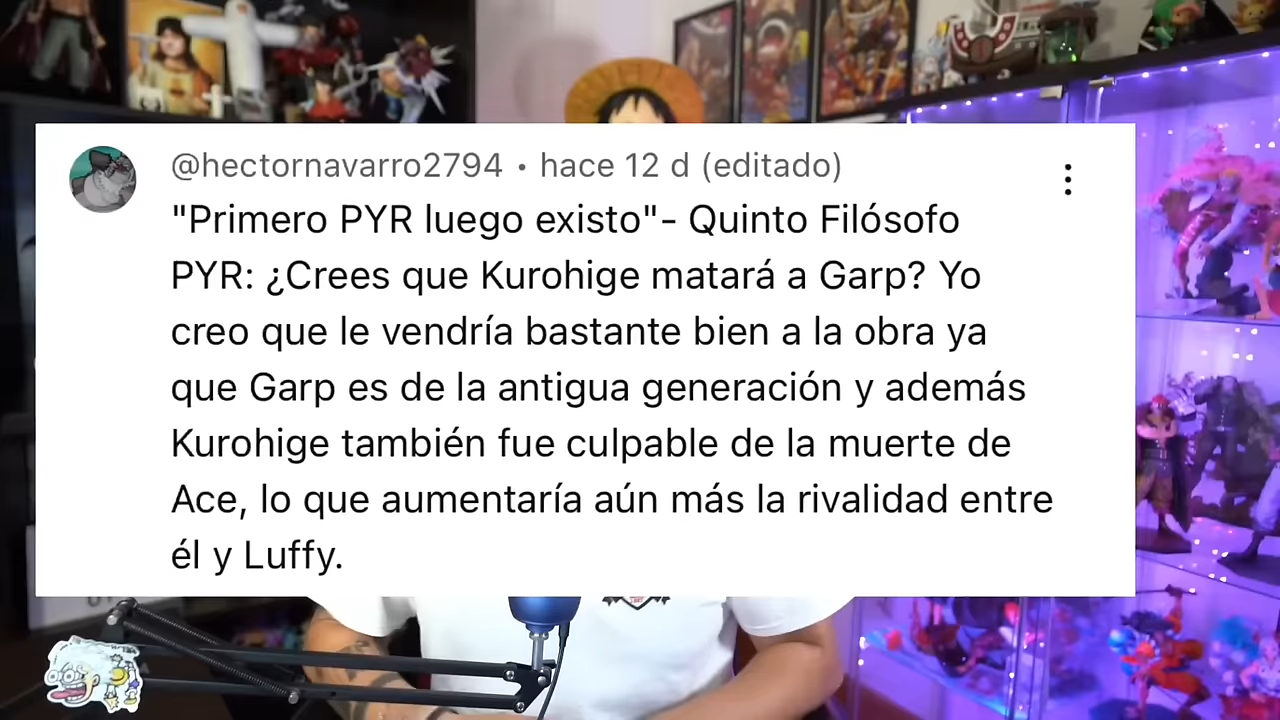 @hectornavarro2794 • hace 12 d (editado)
"Primero PYR luego existo"- Quinto Filósofo
PYR: ¿Crees que Kurohige matará a Garp? Yo
creo que le vendría bastante bien a la obra ya
que Garp es de la antigua generación y además
Kurohige también fue culpable de la muerte de
Ace, lo que aumentaría aún más la rivalidad entre
él y Luffy.